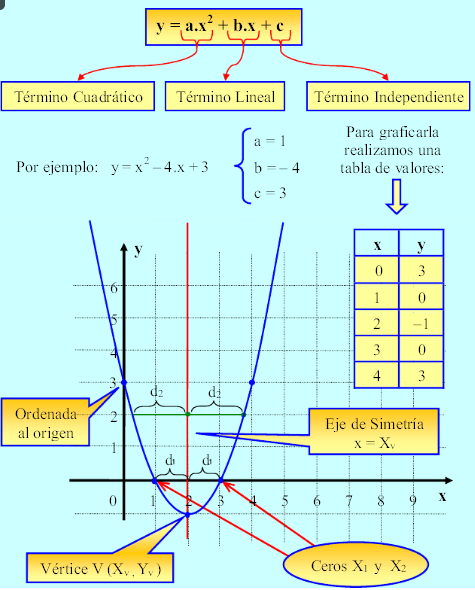 y = a.x² + b.x + c
Término Cuadrático
Término Lineal
Término Independiente
Por ejemplo: y = x² – 4.x + 3
a = 1
b = – 4
c = 3
Para graficarla
realizamos una
tabla de valores:
x y
0 3
1 0
2 –1
3 0
4 3
y
6
5
4
3
2
1
d₂ d₂
d₁ d₁
Ordenada
al origen
Eje de Simetría
x = Xᵥ
0 1 2 3 4 5 6 7 8 9 x
Vértice V (Xᵥ , Yᵥ )
Ceros X₁ y X₂